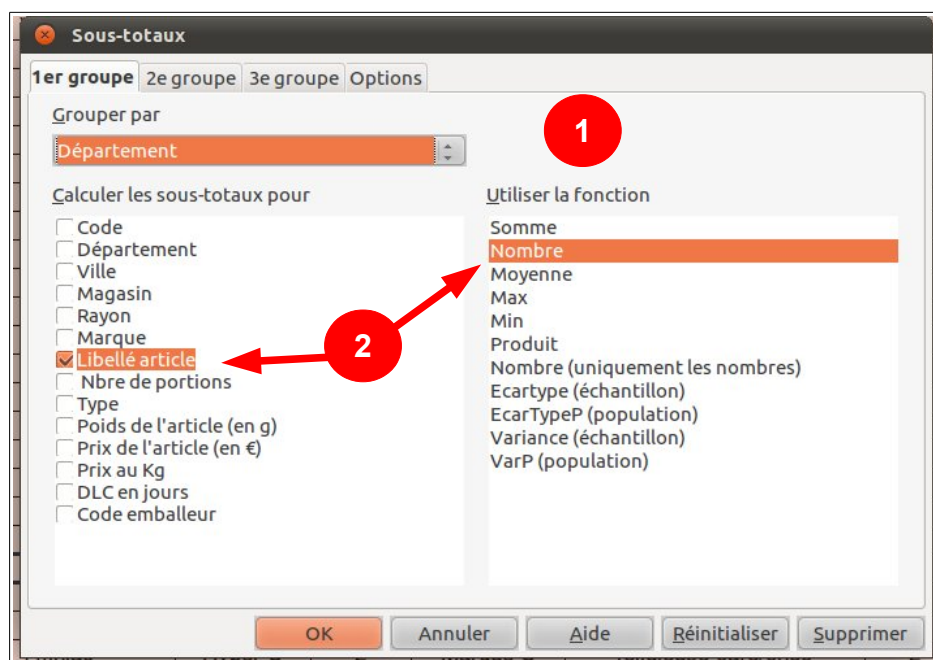 Sous-totaux
1er groupe 2e groupe 3e groupe Options
Grouper par
1
Département
Calculer les sous-totaux pour
Code
Département
Ville
Magasin
Rayon
Marque
Libellé article
Nbre de portions
Type
Poids de l'article (en g)
Prix de l'article (en €)
Prix au Kg
DLC en jours
Code emballeur
2
Utiliser la fonction
Somme
Nombre
Moyenne
Max
Min
Produit
Nombre (uniquement les nombres)
Ecartype (échantillon)
EcarTypeP (population)
Variance (échantillon)
VarP (population)
OK Annuler Aide Réinitialiser Supprimer